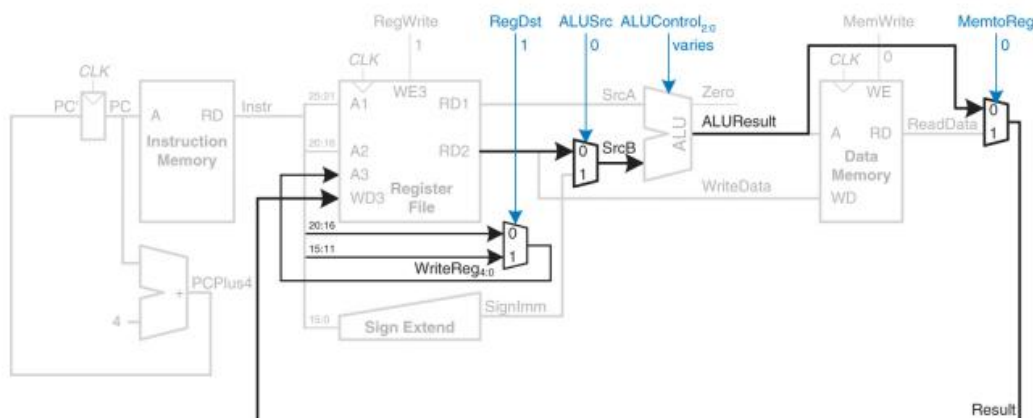 RegWrite
1
RegDst
1
ALUSrc
0
ALUControl2:0
varies
MemWrite
0
MemtoReg
0
CLK
PC'
PC
A
RD
Instruction
Memory
Instr
CLK
25:21
A1
WE3
RD1
20:16
A2
RD2
A3
WD3
Register
File
SrcA
0
SrcB
1
ALU
Zero
ALUResult
WriteData
CLK
WE
A
RD
Data
Memory
WD
ReadData
0
1
20:16
0
15:11
1
WriteReg4:0
PCPlus4
+
4
15:0
SignImm
Sign Extend
Result